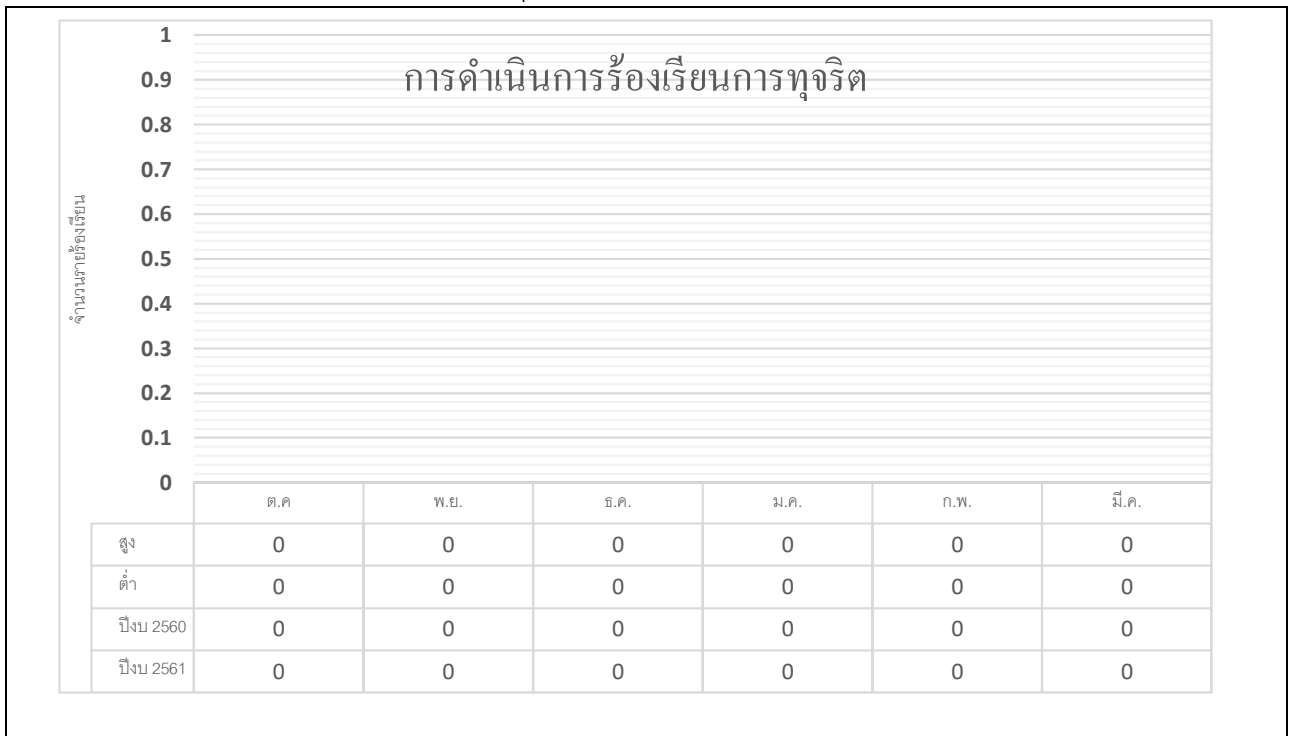 การดำเนินการร้องเรียนการทุจริต
จำนวนรายร้องเรียน
1
0.9
0.8
0.7
0.6
0.5
0.4
0.3
0.2
0.1
0
ต.ค พ.ย. ธ.ค. ม.ค. ก.พ. มี.ค.
สูง 0 0 0 0 0 0
ต่ำ 0 0 0 0 0 0
ปีงบ 2560 0 0 0 0 0 0
ปีงบ 2561 0 0 0 0 0 0